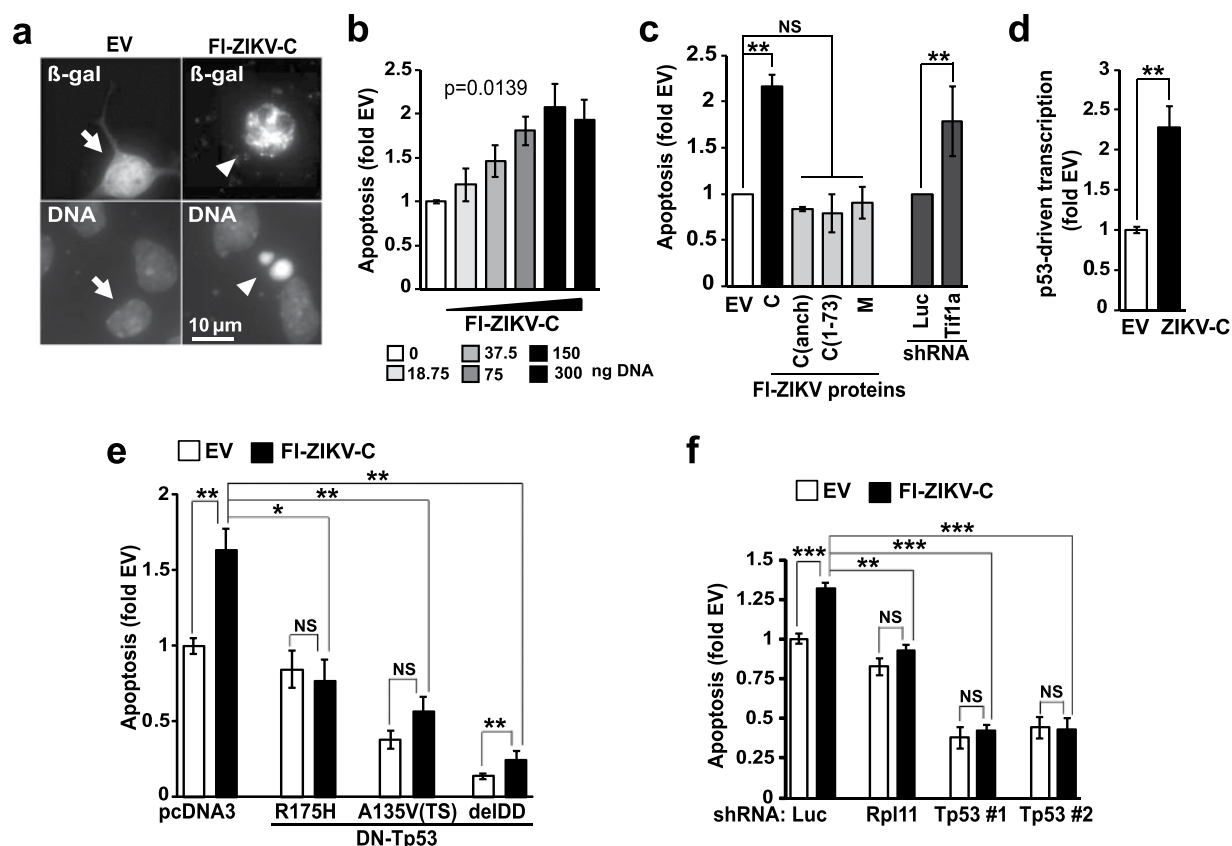 a
EV
FI-ZIKV-C
ß-gal
ß-gal
DNA
DNA
10 µm
b
Apoptosis (fold EV)
2.5
2
1.5
1
0.5
0
p=0.0139
FI-ZIKV-C
0
37.5
150
18.75
75
300
ng DNA
c
Apoptosis (fold EV)
2.5
2
1.5
1
0.5
0
NS
**
**
EV
C
C(anch)
C(1-73)
M
Luc
Tif1a
shRNA
FI-ZIKV proteins
d
p53-driven transcription
(fold EV)
3
2.5
2
1.5
1
0.5
0
**
EV
ZIKV-C
e
EV
FI-ZIKV-C
Apoptosis (fold EV)
2
1.5
1
0.5
0
**
**
**
*
NS
NS
**
pcDNA3
R175H
A135V(TS)
delDD
DN-Tp53
f
EV
FI-ZIKV-C
Apoptosis (fold EV)
1.5
1.25
1
0.75
0.5
0.25
0
***
***
***
**
NS
NS
NS
shRNA: Luc
Rpl11
Tp53 #1
Tp53 #2